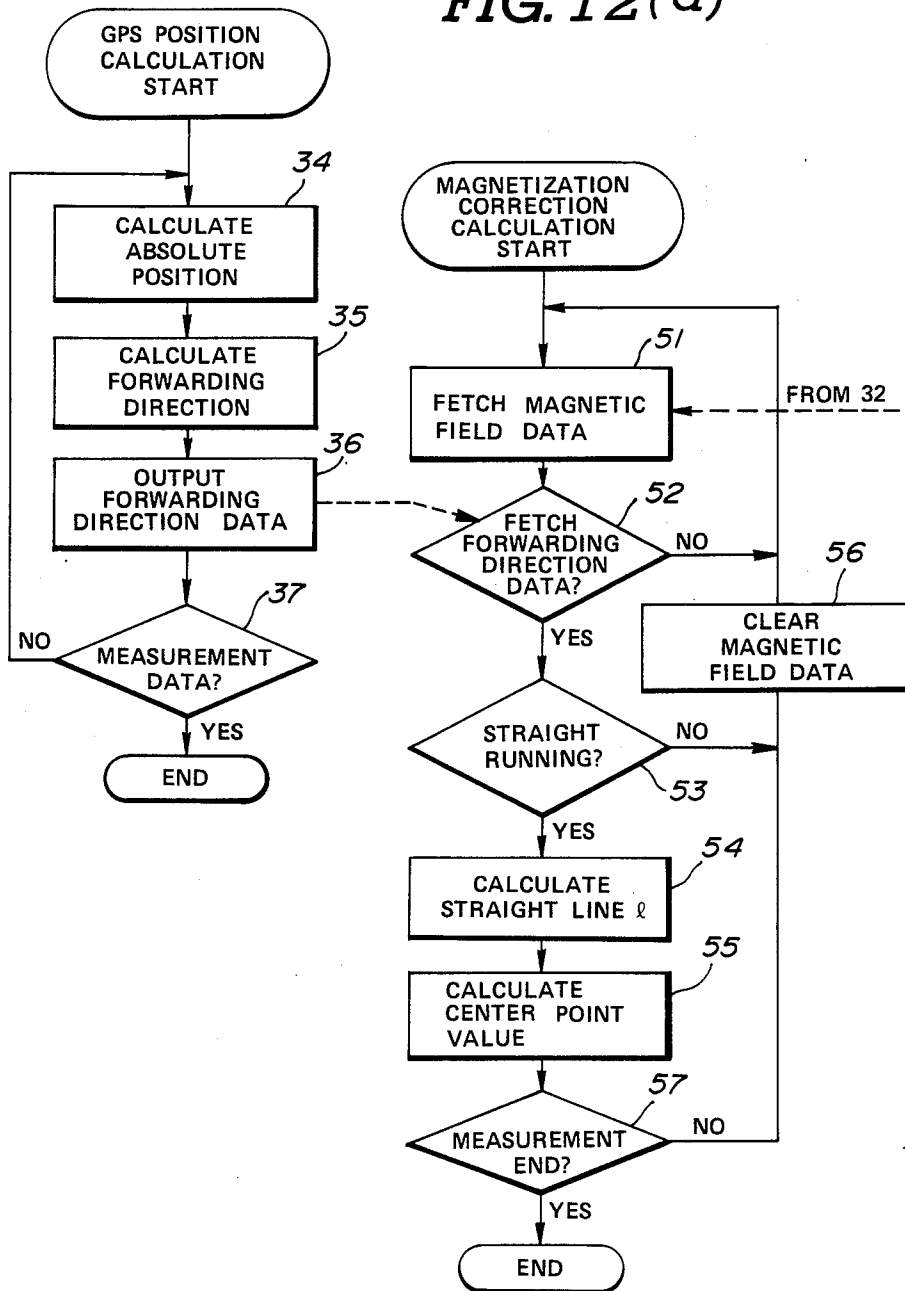 FIG. 12(a)
GPS POSITION
CALCULATION
START
34
CALCULATE
ABSOLUTE
POSITION
35
CALCULATE
FORWARDING
DIRECTION
36
OUTPUT
FORWARDING
DIRECTION DATA
37
MEASUREMENT
DATA?
NO
YES
END
MAGNETIZATION
CORRECTION
CALCULATION
START
51
FETCH MAGNETIC
FIELD DATA
FROM 32
52
FETCH
FORWARDING
DIRECTION
DATA?
NO
YES
56
CLEAR
MAGNETIC
FIELD DATA
STRAIGHT
RUNNING?
NO
53
YES
54
CALCULATE
STRAIGHT LINE ℓ
55
CALCULATE
CENTER POINT
VALUE
57
MEASUREMENT
END?
NO
YES
END